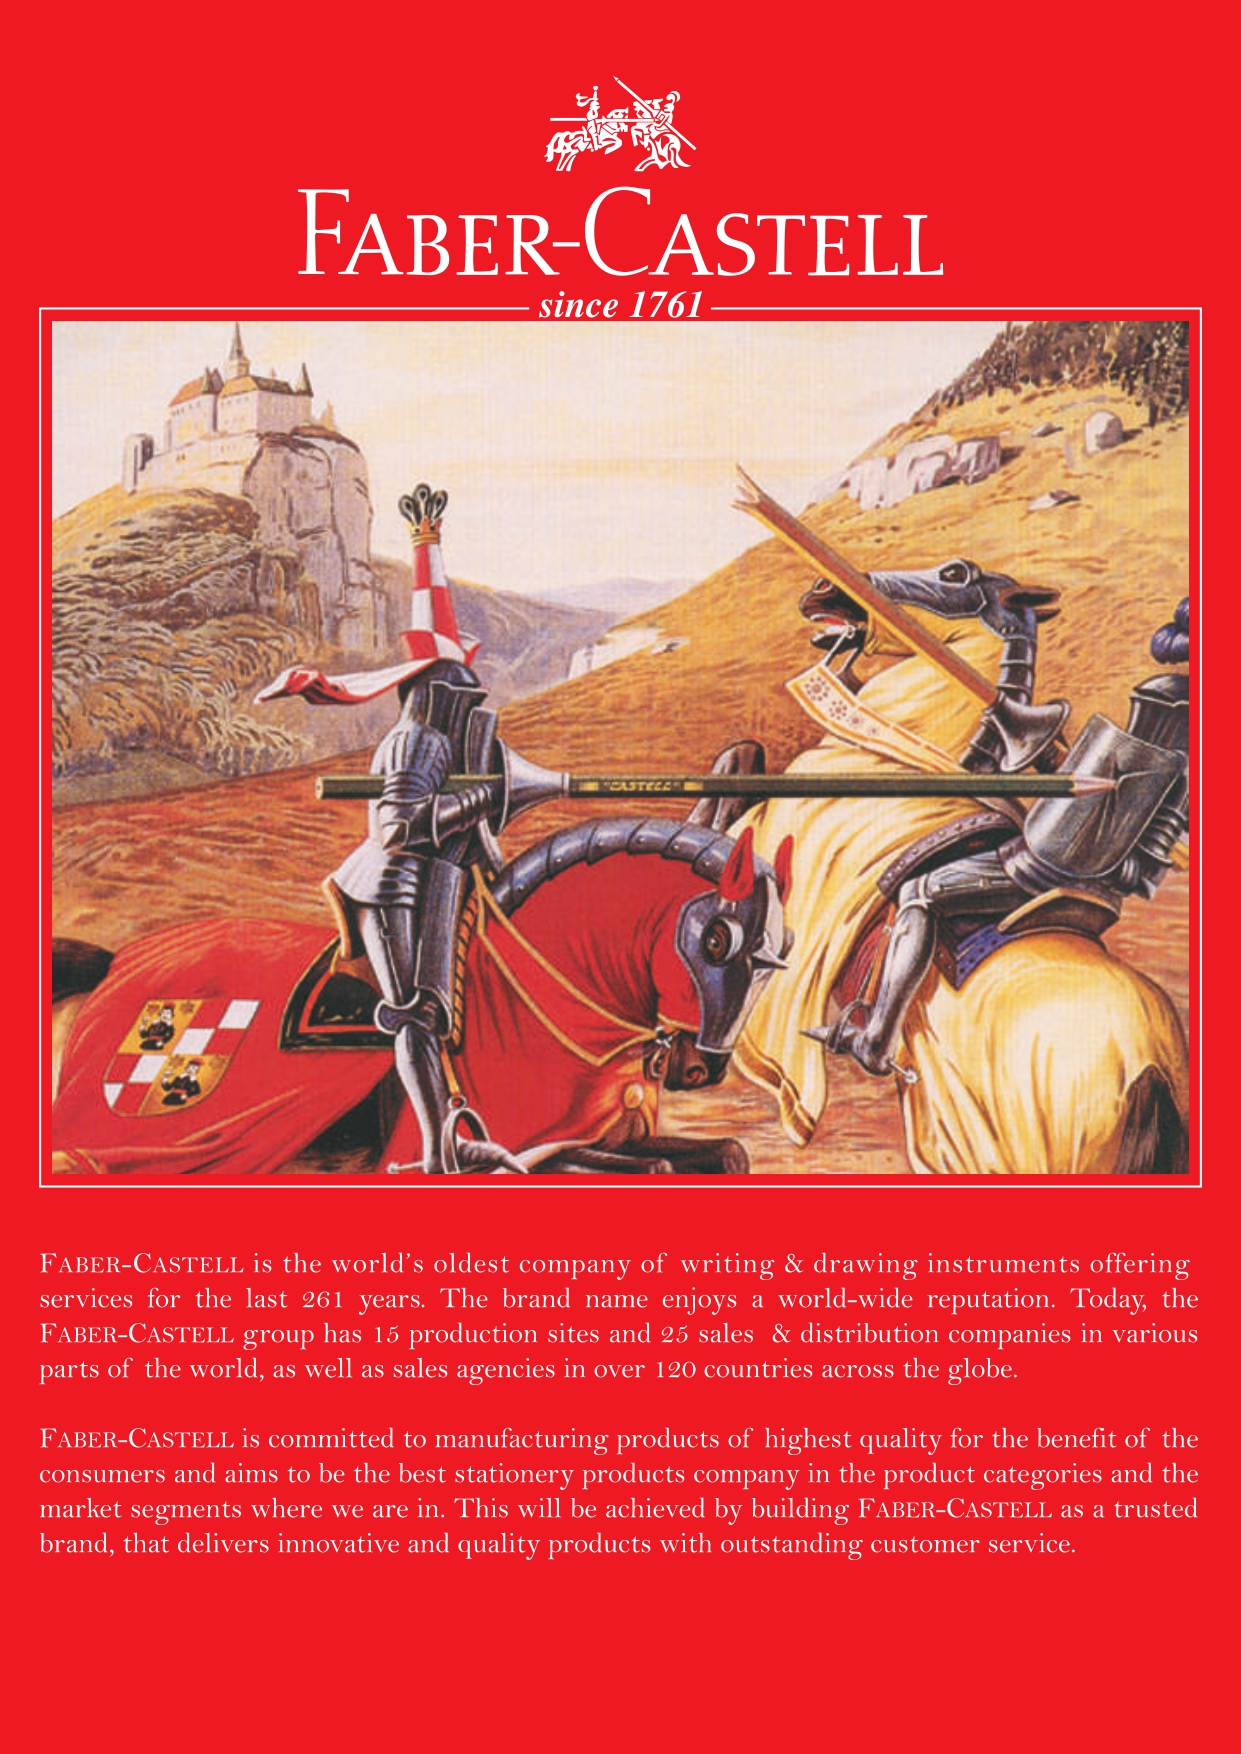 FABER-CASTELL
since 1761
"CASTELL"
FABER-CASTELL is the world's oldest company of writing & drawing instruments offering
services for the last 261 years. The brand name enjoys a world-wide reputation. Today, the
FABER-CASTELL group has 15 production sites and 25 sales & distribution companies in various
parts of the world, as well as sales agencies in over 120 countries across the globe.
FABER-CASTELL is committed to manufacturing products of highest quality for the benefit of the
consumers and aims to be the best stationery products company in the product categories and the
market segments where we are in. This will be achieved by building FABER-CASTELL as a trusted
brand, that delivers innovative and quality products with outstanding customer service.